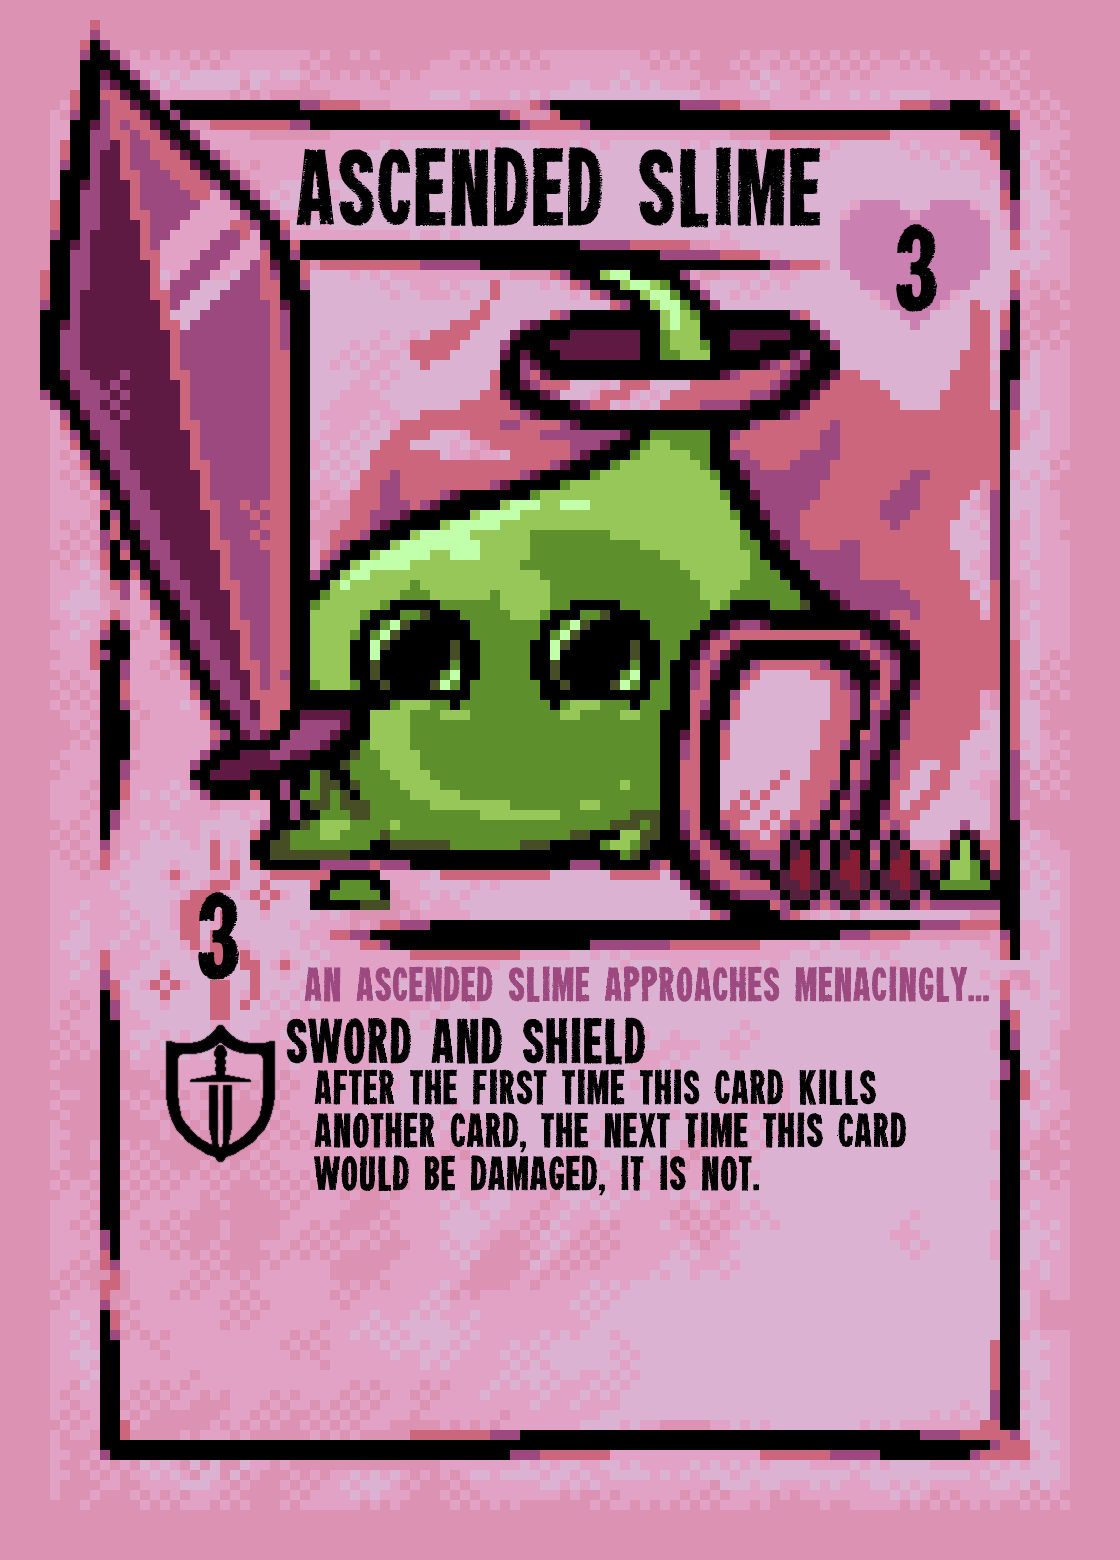 ASCENDED SLIME
3
3
AN ASCENDED SLIME APPROACHES MENACINGLY...
SWORD AND SHIELD
AFTER THE FIRST TIME THIS CARD KILLS
ANOTHER CARD, THE NEXT TIME THIS CARD
WOULD BE DAMAGED, IT IS NOT.